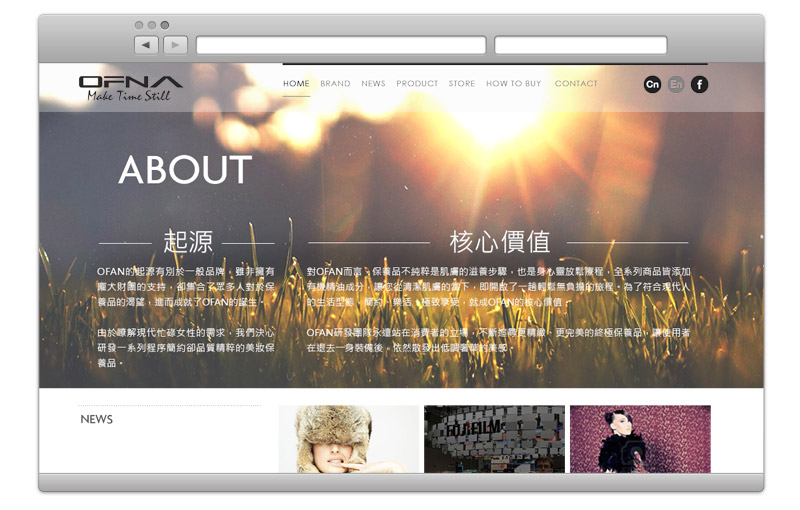 OFNA
Make Time Still
HOME BRAND NEWS PRODUCT STORE HOW TO BUY CONTACT
Cn En f
ABOUT
起源
OFAN的起源有別於一般品牌，雖非擁有
龐大財團的支持，卻集合了眾多人對於保
養品的渴望，進而成就了OFAN的誕生。
由於瞭解現代忙碌女性的需求，我們決心
研發一系列程序簡約卻品質精粹的美妝保
養品。
核心價值
對OFAN而言，保養品不純粹是肌膚的滋養步驟，也是身心靈放鬆療程，全系列商品皆添加
有機精油成分，讓您從清潔肌膚的當下，即開啟了一趟輕鬆無負擔的旅程。為了符合現代人
的生活型態，簡約、樂活、極致享受，就成OFAN的核心價值。
OFAN研發團隊永遠站在消費者的立場，不斷推薦更精緻、更完美的終極保養品，讓使用者
在退去一身裝備後，依然散發出低調奢華的美感。
NEWS
FUJIFILM